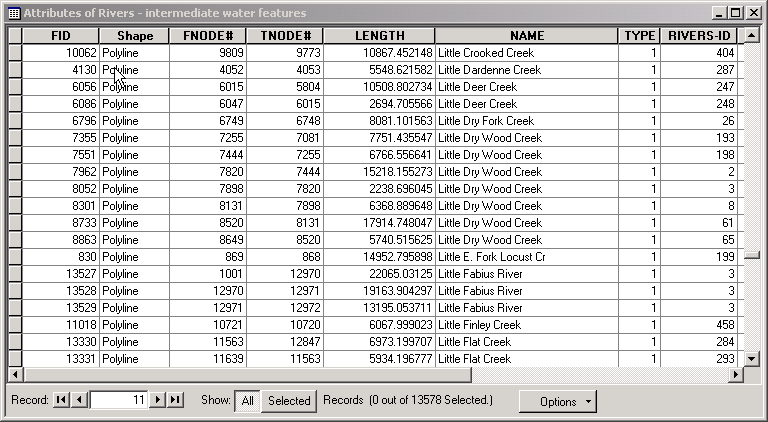 Attributes of Rivers - intermediate water features
FID Shape FNODE# TNODE# LENGTH NAME TYPE RIVERS-ID
10062 Polyline 9809 9773 10867.452148 Little Crooked Creek 1 404
4130 Polyline 4052 4053 5548.621582 Little Dardenne Creek 1 287
6056 Polyline 6015 5804 10508.802734 Little Deer Creek 1 247
6086 Polyline 6047 6015 2694.705566 Little Deer Creek 1 248
6796 Polyline 6749 6748 8081.101563 Little Dry Fork Creek 1 26
7355 Polyline 7255 7081 7751.435547 Little Dry Wood Creek 1 193
7551 Polyline 7444 7255 6766.556641 Little Dry Wood Creek 1 198
7962 Polyline 7820 7444 15218.155273 Little Dry Wood Creek 1 2
8052 Polyline 7898 7820 2238.696045 Little Dry Wood Creek 1 3
8301 Polyline 8131 7898 6368.889648 Little Dry Wood Creek 1 8
8733 Polyline 8520 8131 17914.748047 Little Dry Wood Creek 1 61
8863 Polyline 8649 8520 5740.515625 Little Dry Wood Creek 1 65
830 Polyline 869 868 14952.795898 Little E. Fork Locust Cr 1 199
13527 Polyline 1001 12970 22065.03125 Little Fabius River 1 3
13528 Polyline 12970 12971 19163.904297 Little Fabius River 1 3
13529 Polyline 12971 12972 13195.053711 Little Fabius River 1 3
11018 Polyline 10721 10720 6067.999023 Little Finley Creek 1 458
13330 Polyline 11563 12847 6973.199707 Little Flat Creek 1 284
13331 Polyline 11639 11563 5934.196777 Little Flat Creek 1 293
Record: 11 Show: All Selected Records (0 out of 13578 Selected.) Options